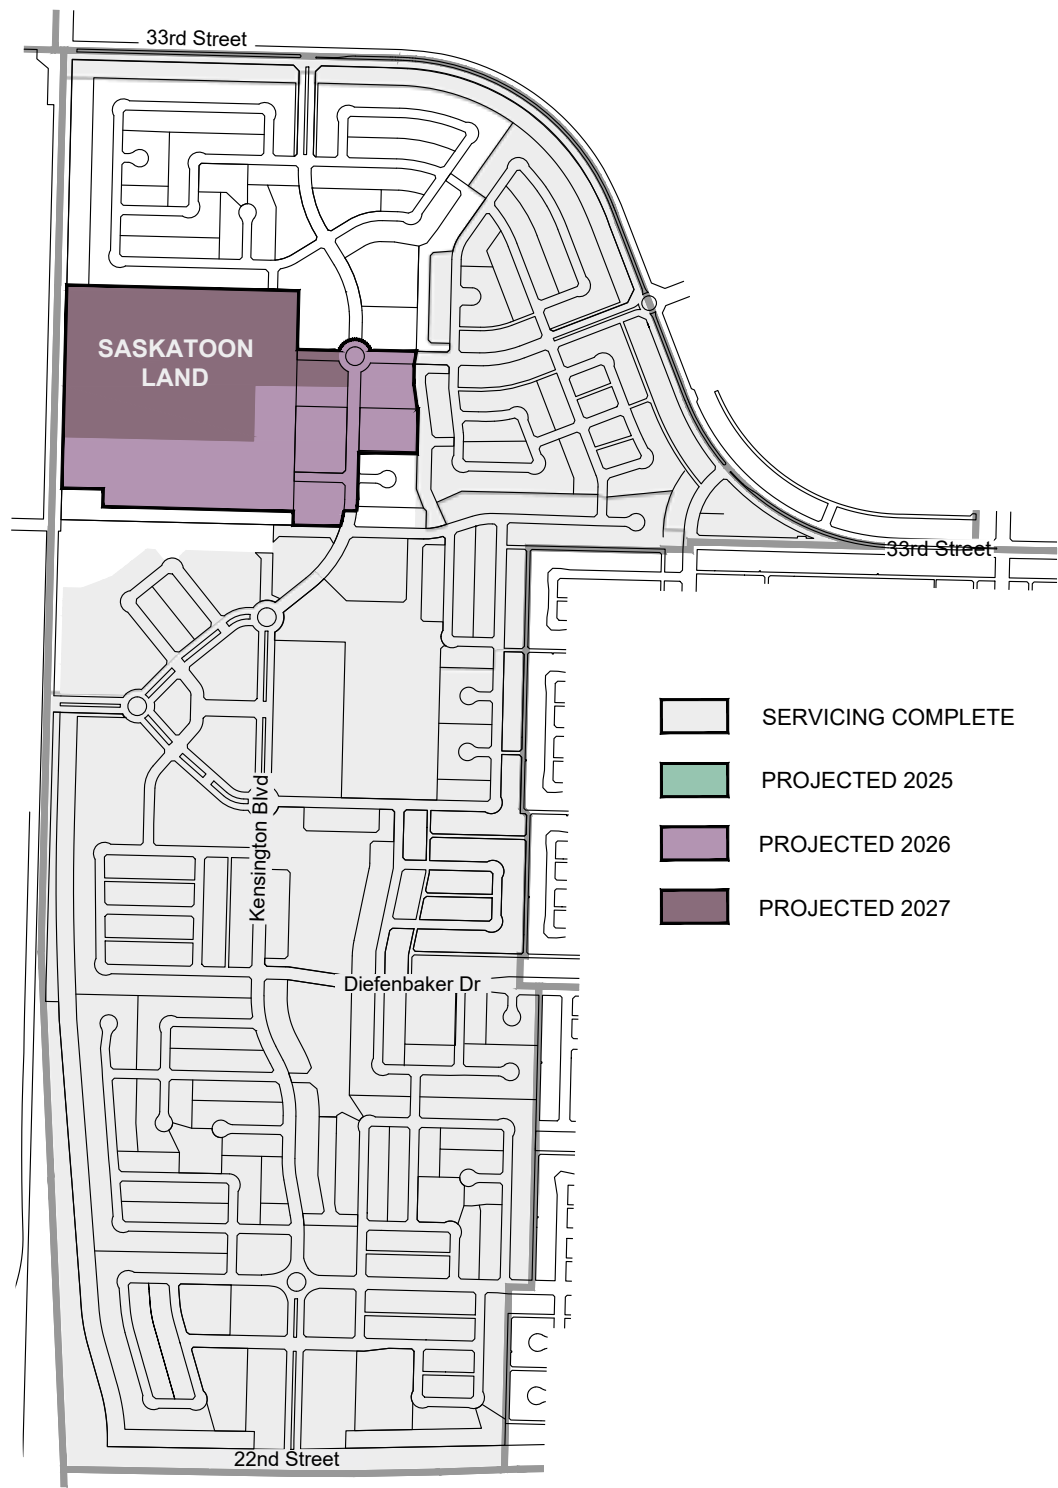 33rd Street
SASKATOON
LAND
33rd Street
SERVICING COMPLETE
PROJECTED 2025
PROJECTED 2026
PROJECTED 2027
Kensington Blvd
Diefenbaker Dr
22nd Street